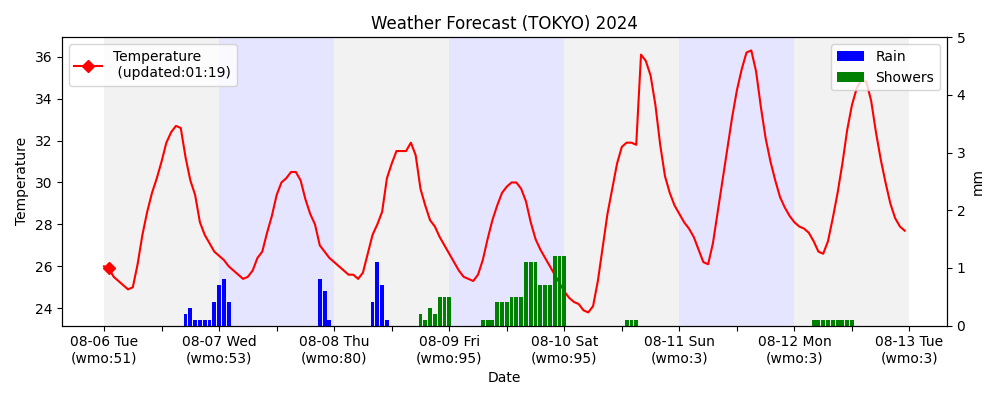 Weather Forecast (TOKYO) 2024
Temperature
(updated:01:19)
Rain
Showers
Temperature
36
34
32
30
28
26
24
5
4
3
2
1
0
mm
08-06 Tue
(wmo:51)
08-07 Wed
(wmo:53)
08-08 Thu
(wmo:80)
08-09 Fri
(wmo:95)
08-10 Sat
(wmo:95)
08-11 Sun
(wmo:3)
08-12 Mon
(wmo:3)
08-13 Tue
(wmo:3)
Date